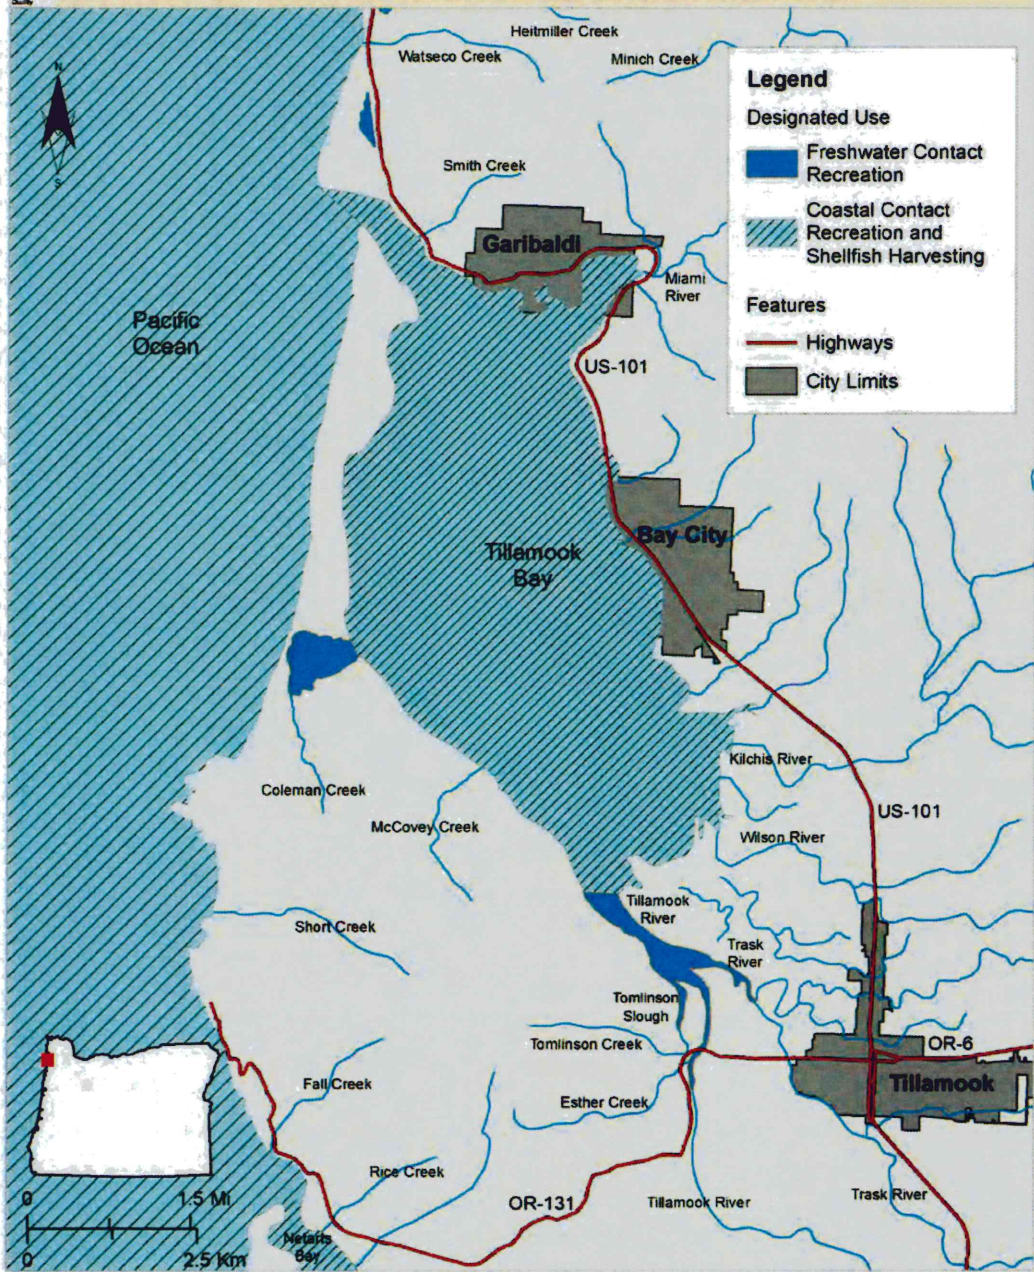 Heitmiller Creek
Watseco Creek
Minich Creek
N
S
Smith Creek
Garibaldi
Miami
River
Pacific
Ocean
US-101
Legend
Designated Use
Freshwater Contact
Recreation
Coastal Contact
Recreation and
Shellfish Harvesting
Features
Highways
City Limits
Bay City
Tillamook
Bay
Kilchis River
Coleman Creek
US-101
McCovey Creek
Wilson River
Tillamook
River
Short Creek
Trask
River
Tomlinson
Slough
Tomlinson Creek
OR-6
Fall Creek
Tillamook
Esther Creek
Rice Creek
OR-131
Tillamook River
Trask River
0
1.5 Mi
0
2.5 Km
Netarts
Bay